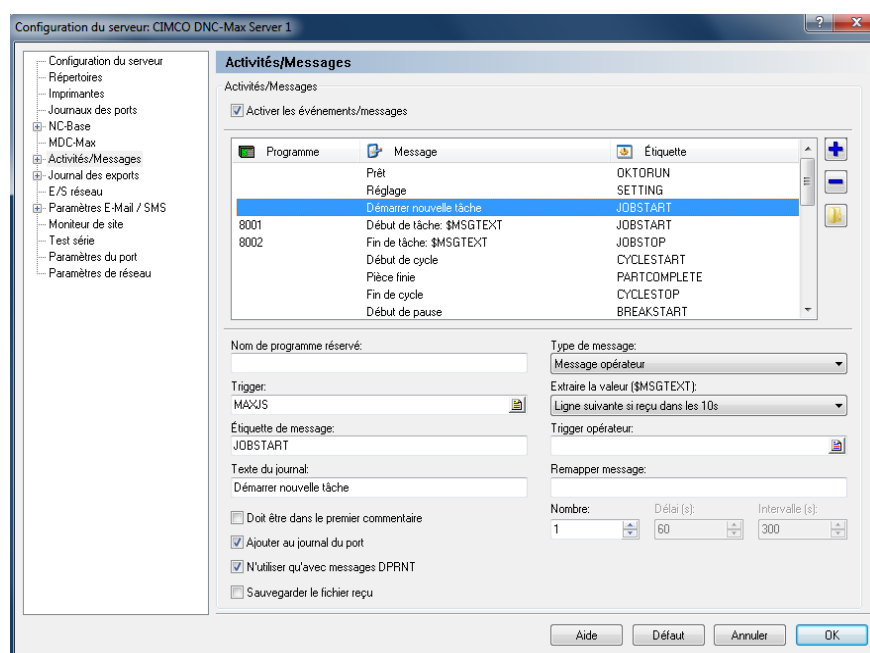 Configuration du serveur: CIMCO DNC-Max Server 1
Configuration du serveur
Répertoires
Imprimantes
Journaux des ports
NC-Base
MDC-Max
Activités/Messages
Journal des exports
E/S réseau
Paramètres E-Mail / SMS
Moniteur de site
Test série
Paramètres du port
Paramètres de réseau
Activités/Messages
Activités/Messages
Activer les événements/messages
Programme Message Étiquette
Prêt OKTORUN
Réglage SETTING
Démarrer nouvelle tâche JOBSTART
8001 Début de tâche: $MSGTEXT JOBSTART
8002 Fin de tâche: $MSGTEXT JOBSTOP
Début de cycle CYCLESTART
Pièce finie PARTCOMPLETE
Fin de cycle CYCLESTOP
Début de pause BREAKSTART
Nom de programme réservé:
Type de message:
Message opérateur
Trigger:
MAXJS
Extraire la valeur ($MSGTEXT):
Ligne suivante si reçu dans les 10s
Étiquette de message:
JOBSTART
Trigger opérateur:
Texte du journal:
Démarrer nouvelle tâche
Remapper message:
Doit être dans le premier commentaire
Ajouter au journal du port
N'utiliser qu'avec messages DPRNT
Sauvegarder le fichier reçu
Nombre: Délai (s): Intervalle (s):
1 60 300
Aide Défaut Annuler OK